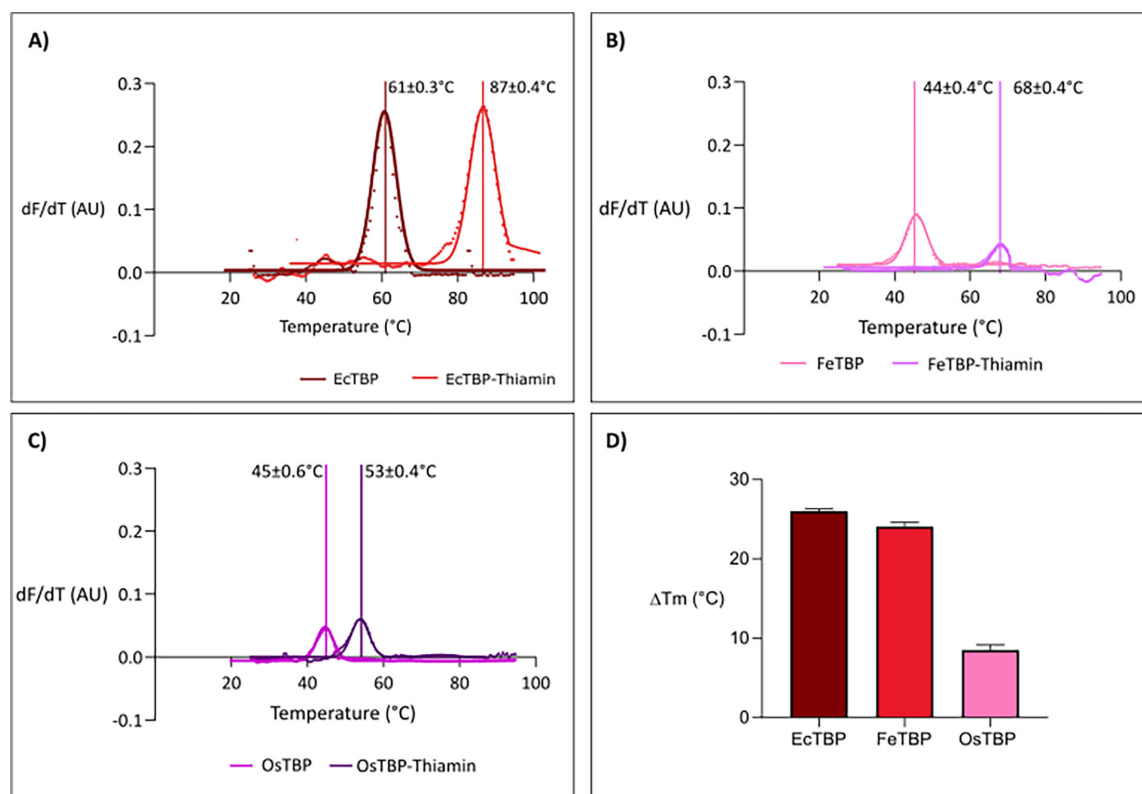 A)
0.3
61±0.3°C 87±0.4°C
0.2
dF/dT (AU)
0.1
0.0
20 40 60 80 100
Temperature (°C)
-0.1
EcTBP EcTBP-Thiamin
B)
0.3
44±0.4°C 68±0.4°C
0.2
dF/dT (AU)
0.1
0.0
20 40 60 80 100
Temperature (°C)
-0.1
FeTBP FeTBP-Thiamin
C)
0.3
45±0.6°C 53±0.4°C
0.2
dF/dT (AU)
0.1
0.0
20 40 60 80 100
Temperature (°C)
-0.1
OsTBP OsTBP-Thiamin
D)
30
20
ΔTm (°C)
10
0
EcTBP FeTBP OsTBP